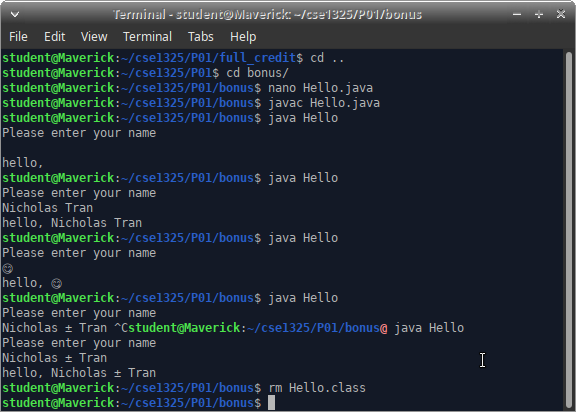 Terminal - student@Maverick: ~/cse1325/P01/bonus
File Edit View Terminal Tabs Help
student@Maverick:~/cse1325/P01/full_credit$ cd ..
student@Maverick:~/cse1325/P01$ cd bonus/
student@Maverick:~/cse1325/P01/bonus$ nano Hello.java
student@Maverick:~/cse1325/P01/bonus$ javac Hello.java
student@Maverick:~/cse1325/P01/bonus$ java Hello
Please enter your name
hello,
student@Maverick:~/cse1325/P01/bonus$ java Hello
Please enter your name
Nicholas Tran
hello, Nicholas Tran
student@Maverick:~/cse1325/P01/bonus$ java Hello
Please enter your name
😋
hello, 😋
student@Maverick:~/cse1325/P01/bonus$ java Hello
Please enter your name
Nicholas ± Tran ^Cstudent@Maverick:~/cse1325/P01/bonus@ java Hello
Please enter your name
Nicholas ± Tran
hello, Nicholas ± Tran
student@Maverick:~/cse1325/P01/bonus$ rm Hello.class
student@Maverick:~/cse1325/P01/bonus$